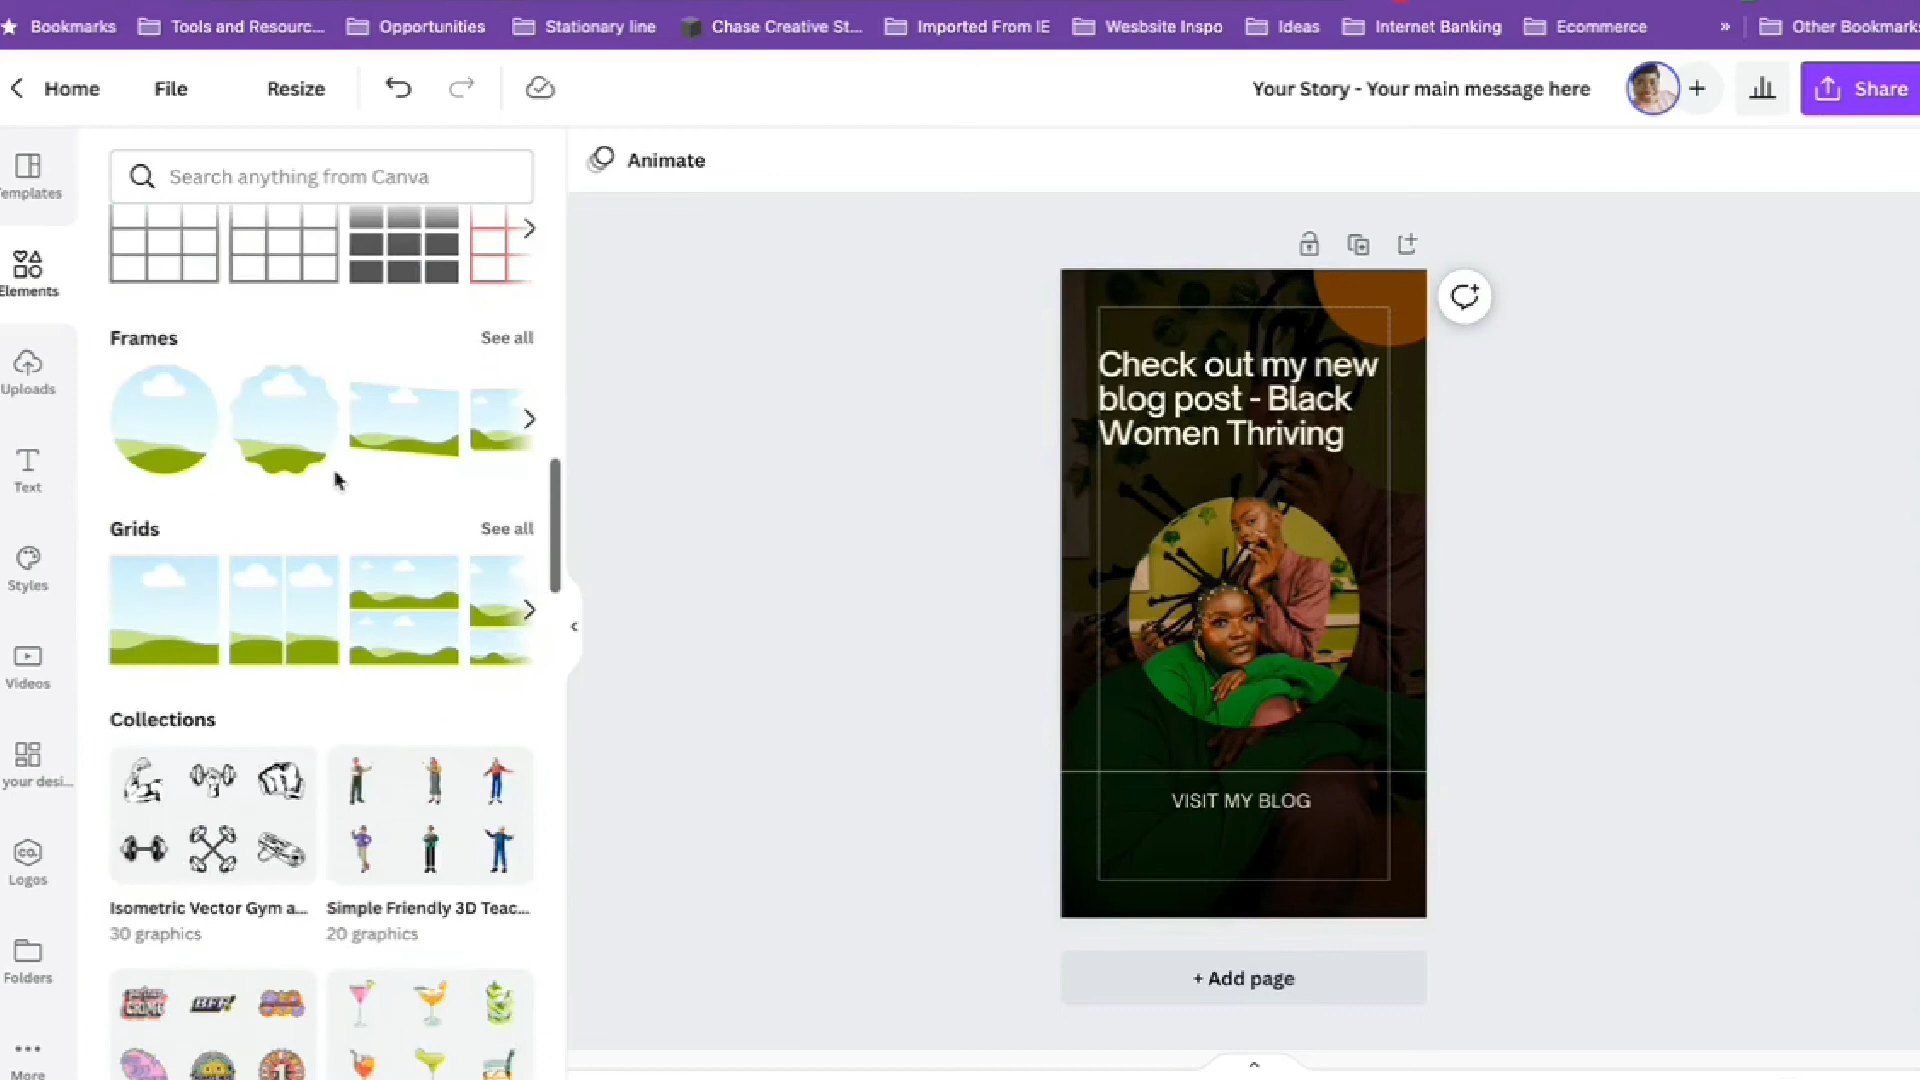 Bookmarks
Tools and Resourc...
Opportunities
Stationary line
Chase Creative St...
Imported From IE
Wesbsite Inspo
Ideas
Internet Banking
Ecommerce
»
Other Bookmarks
Home
File
Resize
Your Story - Your main message here
Share
Templates
Elements
Uploads
Text
Styles
Videos
your desi...
Logos
Folders
More
Search anything from Canva
Frames
See all
Grids
See all
Collections
Isometric Vector Gym a...
30 graphics
Simple Friendly 3D Teac...
20 graphics
BFF!
Animate
Check out my new
blog post - Black
Women Thriving
VISIT MY BLOG
+ Add page
co.